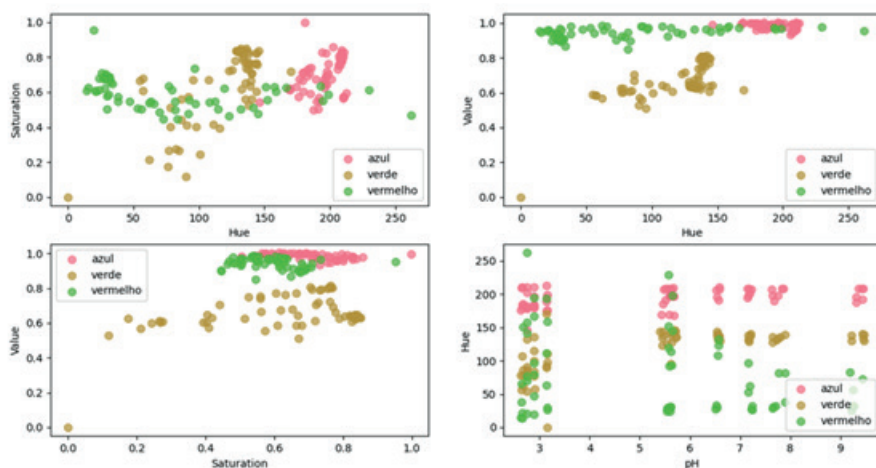 1.0
0.8
0.6
0.4
0.2
0.0
Saturation
azul
verde
vermelho
0 50 100 150 200 250
Hue
1.0
0.8
0.6
0.4
0.2
0.0
Value
azul
verde
vermelho
0 50 100 150 200 250
Hue
1.0
0.8
0.6
0.4
0.2
0.0
Value
azul
verde
vermelho
0.0 0.2 0.4 0.6 0.8 1.0
Saturation
250
200
150
100
50
0
Hue
azul
verde
vermelho
3 4 5 6 7 8 9
pH